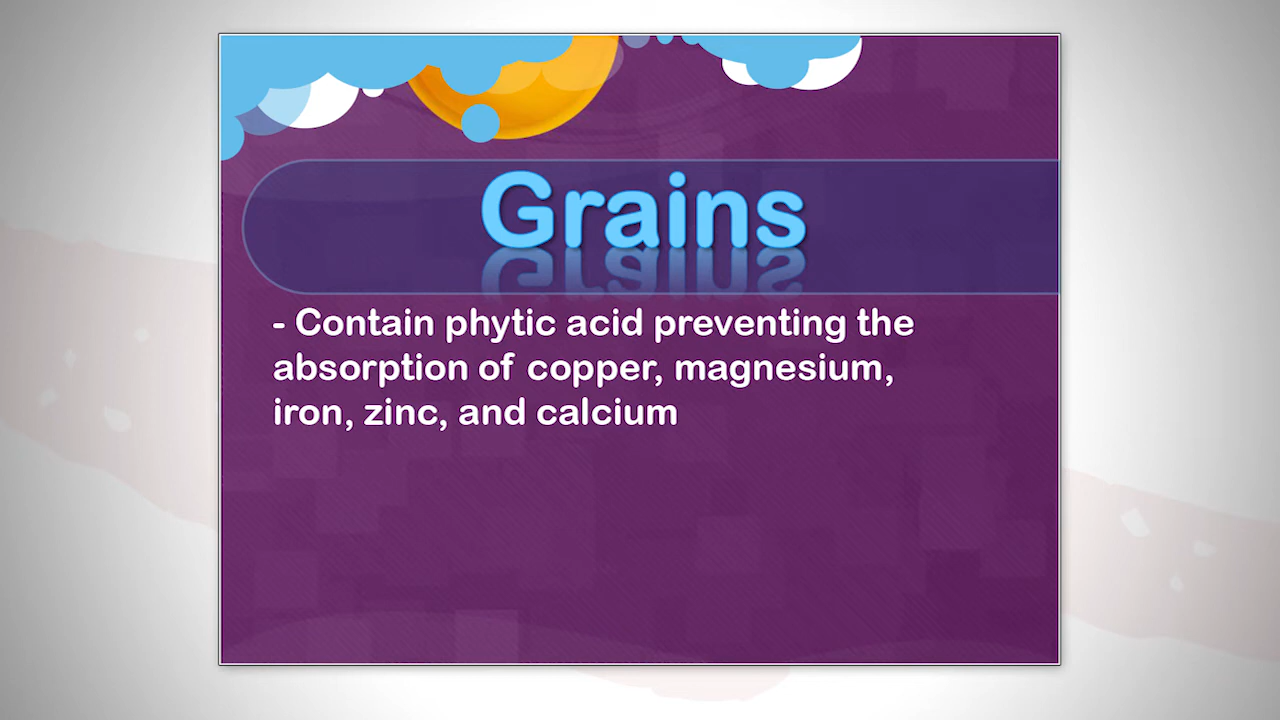 Grains
- Contain phytic acid preventing the
absorption of copper, magnesium,
iron, zinc, and calcium